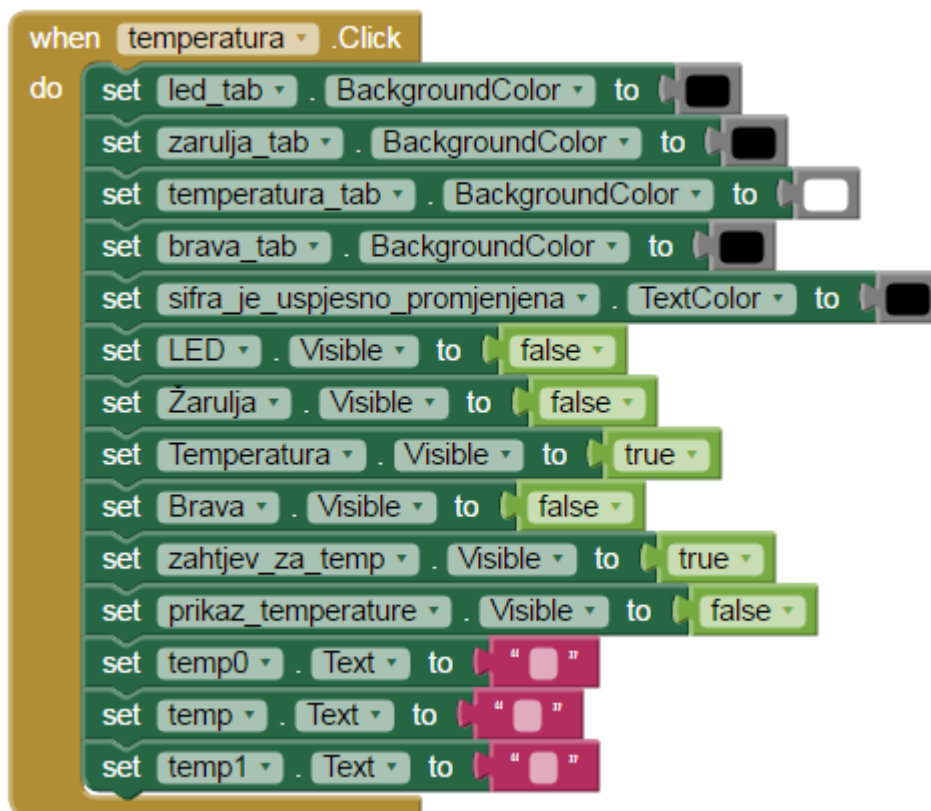 when temperatura .Click
do set led_tab . BackgroundColor to
set zarulja_tab . BackgroundColor to
set temperatura_tab . BackgroundColor to
set brava_tab . BackgroundColor to
set sifra_je_uspjesno_promjenjena . TextColor to
set LED . Visible to false
set Žarulja . Visible to false
set Temperatura . Visible to true
set Brava . Visible to false
set zahtjev_za_temp . Visible to true
set prikaz_temperature . Visible to false
set temp0 . Text to “ ”
set temp . Text to “ ”
set temp1 . Text to “ ”